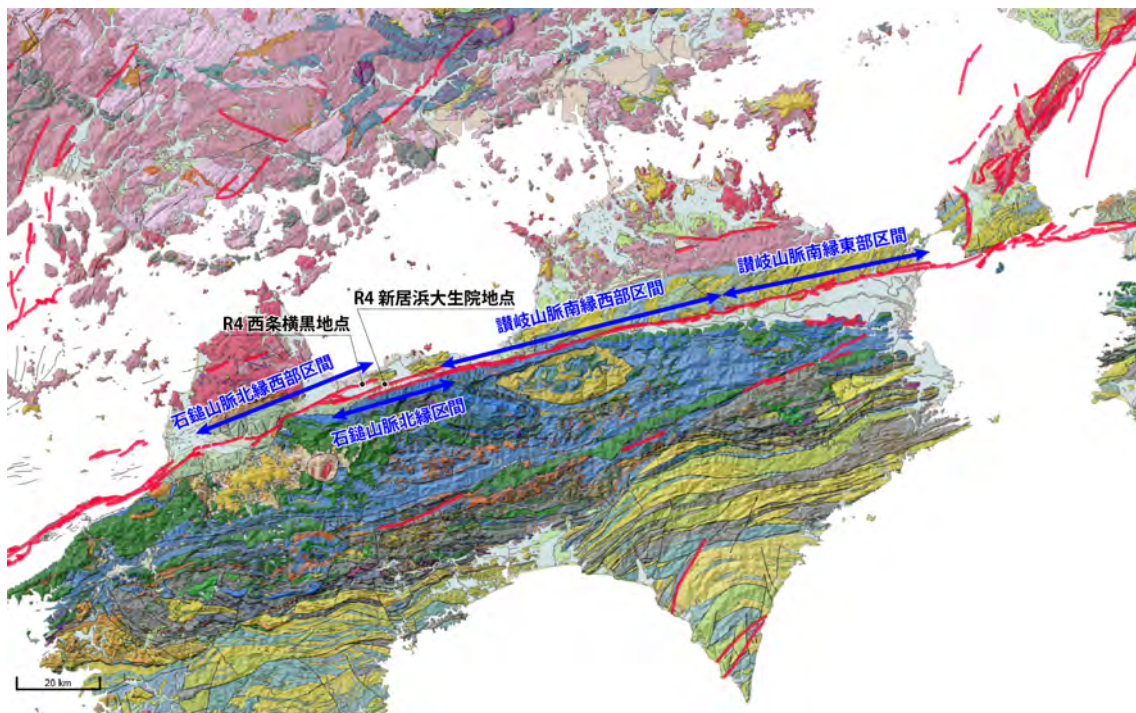 讃岐山脈南縁東部区間
R4 新居浜大生院地点
讃岐山脈南縁西部区間
R4 西条横黒地点
石鎚山脈北縁西部区間
石鎚山脈北縁区間
20 km